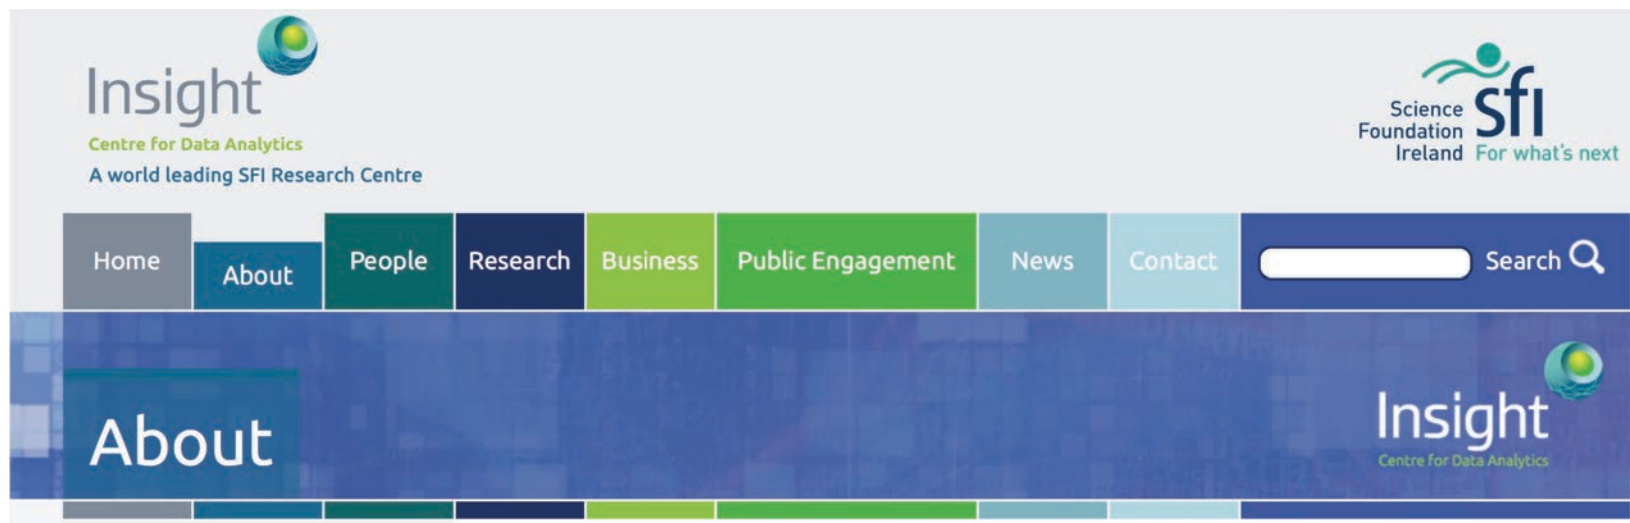 Insight
Centre for Data Analytics
A world leading SFI Research Centre
Science
Foundation
Ireland
sfi
For what's next
Home
About
People
Research
Business
Public Engagement
News
Contact
Search
About
Insight
Centre for Data Analytics